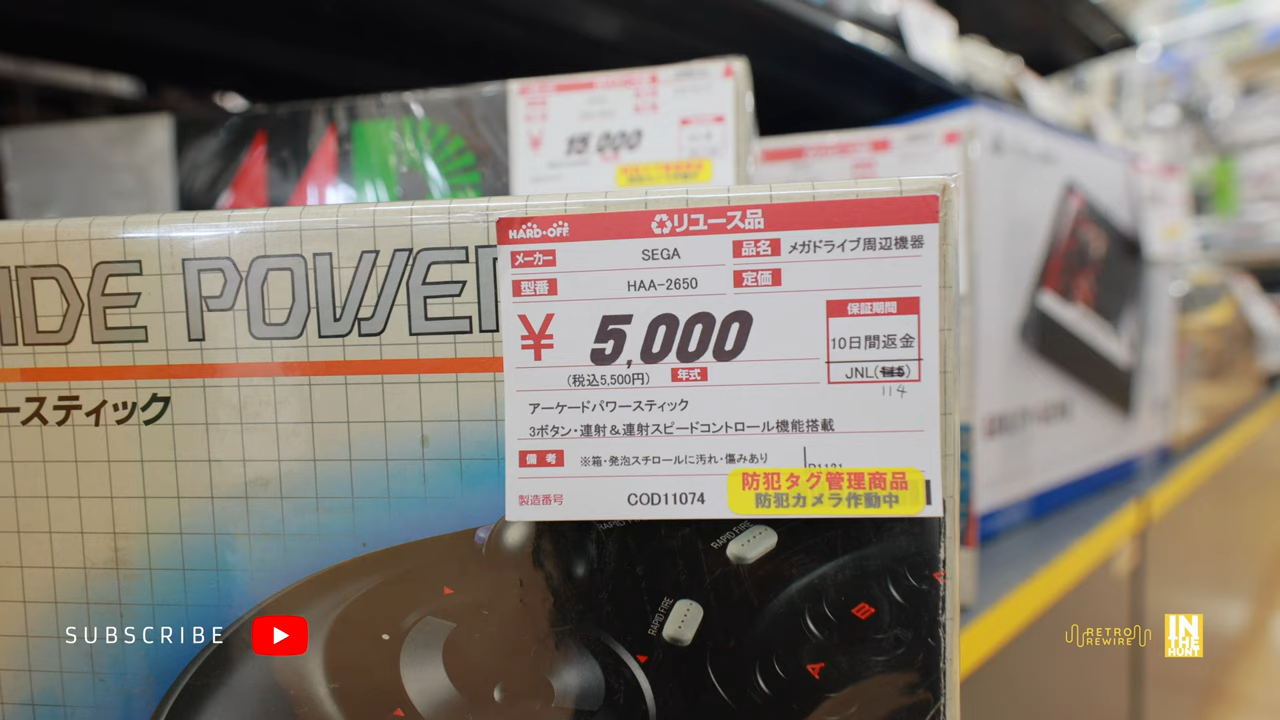 15,000
IDE POWE
ースティック
HARD・OFF
リユース品
メーカー SEGA
品名 メガドライブ周辺機器
型番 HAA-2650
定価
¥ 5,000
(税込5,500円)
年式
保証期間
10日間返金
JNL(115)
114
アーケードパワースティック
3ボタン・連射&連射スピードコントロール機能搭載
備考 ※箱・発泡スチロールに汚れ・傷みあり
製造番号 COD11074
防犯タグ管理商品
防犯カメラ作動中
RAPID FIRE
RAPID FIRE
RAPID FIRE
B
A
SUBSCRIBE
RETRO
REWIRE
IN
THE
HUNT